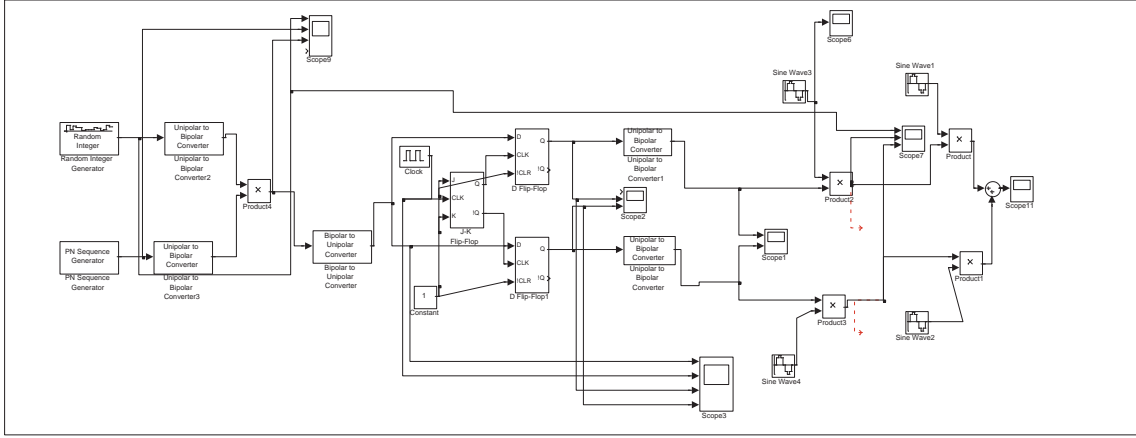 Scope9
Scope6
Sine Wave3
Sine Wave1
Random
Integer
Random Integer
Generator
Unipolar to
Bipolar
Converter
Unipolar to
Bipolar
Converter2
×
Product4
PN Sequence
Generator
PN Sequence
Generator
Unipolar to
Bipolar
Converter
Unipolar to
Bipolar
Converter3
Bipolar to
Unipolar
Converter
Bipolar to
Unipolar
Converter
Clock
J
CLK
K
Q
!Q
J-K
Flip-Flop
1
Constant
D
CLK
!CLR
Q
!Q
D Flip-Flop
D
CLK
!CLR
Q
!Q
D Flip-Flop1
Unipolar to
Bipolar
Converter
Unipolar to
Bipolar
Converter1
Scope2
Unipolar to
Bipolar
Converter
Unipolar to
Bipolar
Converter
Scope1
Scope3
×
Product2
×
Product3
Sine Wave4
Scope7
×
Product
Scope11
×
Product1
Sine Wave2